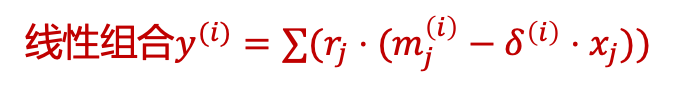 线性组合y^{(i)} = ∑(r_j · (m_j^{(i)} − δ^{(i)} · x_j))